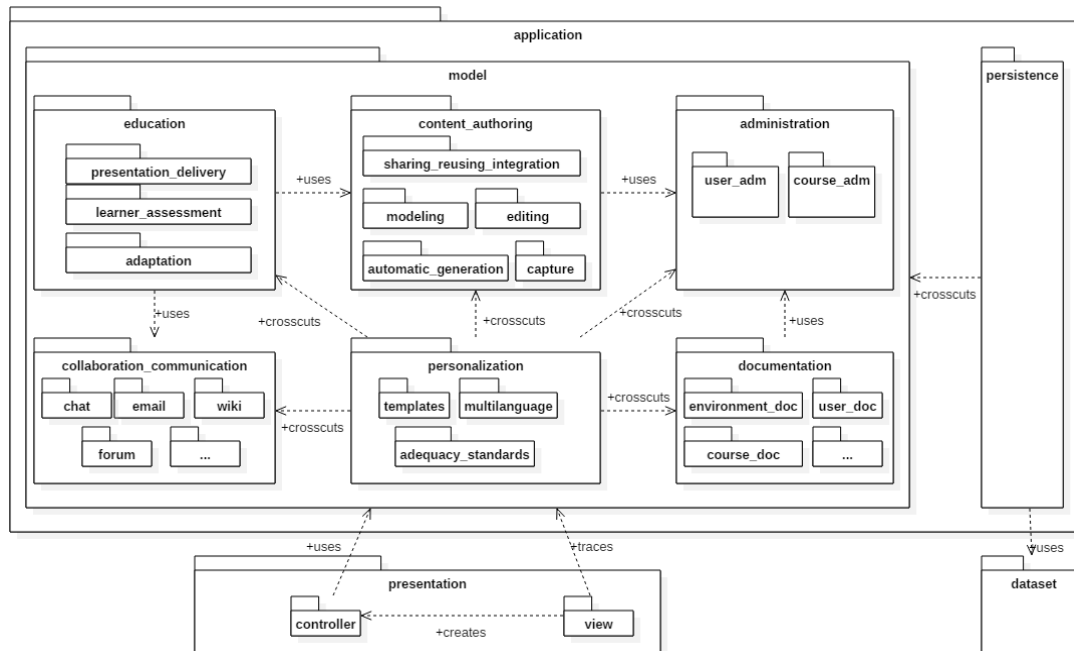 application
model
persistence
education
content_authoring
administration
presentation_delivery
sharing_reusing_integration
user_adm
course_adm
+uses
+uses
learner_assessment
modeling
editing
adaptation
automatic_generation
capture
+crosscuts
+uses
+crosscuts
+crosscuts
+crosscuts
+uses
collaboration_communication
personalization
documentation
chat
email
wiki
templates
multilanguage
environment_doc
user_doc
+crosscuts
+crosscuts
forum
...
adequacy_standards
course_doc
...
+uses
+traces
+uses
presentation
dataset
controller
view
+creates